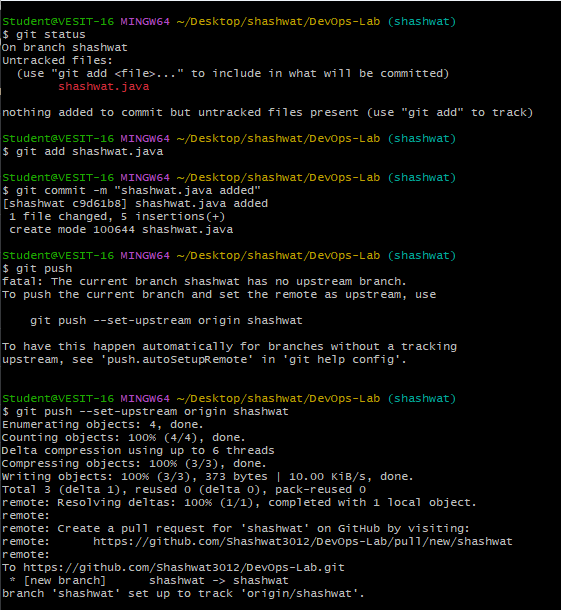 Student@VESIT-16 MINGW64 ~/Desktop/shashwat/DevOps-Lab (shashwat)
$ git status
On branch shashwat
Untracked files:
  (use "git add <file>..." to include in what will be committed)
        shashwat.java

nothing added to commit but untracked files present (use "git add" to track)

Student@VESIT-16 MINGW64 ~/Desktop/shashwat/DevOps-Lab (shashwat)
$ git add shashwat.java

Student@VESIT-16 MINGW64 ~/Desktop/shashwat/DevOps-Lab (shashwat)
$ git commit -m "shashwat.java added"
[shashwat c9d61b8] shashwat.java added
 1 file changed, 5 insertions(+)
 create mode 100644 shashwat.java

Student@VESIT-16 MINGW64 ~/Desktop/shashwat/DevOps-Lab (shashwat)
$ git push
fatal: The current branch shashwat has no upstream branch.
To push the current branch and set the remote as upstream, use

    git push --set-upstream origin shashwat

To have this happen automatically for branches without a tracking
upstream, see 'push.autoSetupRemote' in 'git help config'.

Student@VESIT-16 MINGW64 ~/Desktop/shashwat/DevOps-Lab (shashwat)
$ git push --set-upstream origin shashwat
Enumerating objects: 4, done.
Counting objects: 100% (4/4), done.
Delta compression using up to 6 threads
Compressing objects: 100% (3/3), done.
Writing objects: 100% (3/3), 373 bytes | 10.00 KiB/s, done.
Total 3 (delta 1), reused 0 (delta 0), pack-reused 0
remote: Resolving deltas: 100% (1/1), completed with 1 local object.
remote:
remote: Create a pull request for 'shashwat' on GitHub by visiting:
remote:      https://github.com/Shashwat3012/DevOps-Lab/pull/new/shashwat
remote:
To https://github.com/Shashwat3012/DevOps-Lab.git
 * [new branch]      shashwat -> shashwat
branch 'shashwat' set up to track 'origin/shashwat'.